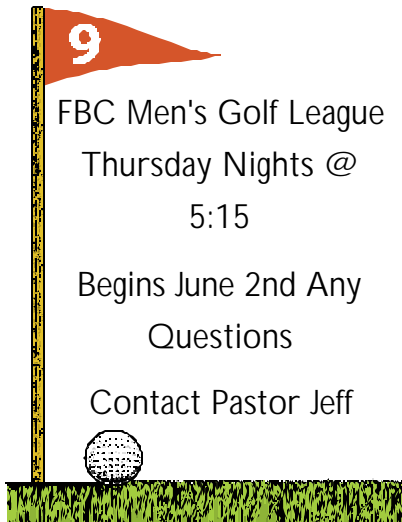 9
FBC Men's Golf League
Thursday Nights @
5:15
Begins June 2nd Any
Questions
Contact Pastor Jeff